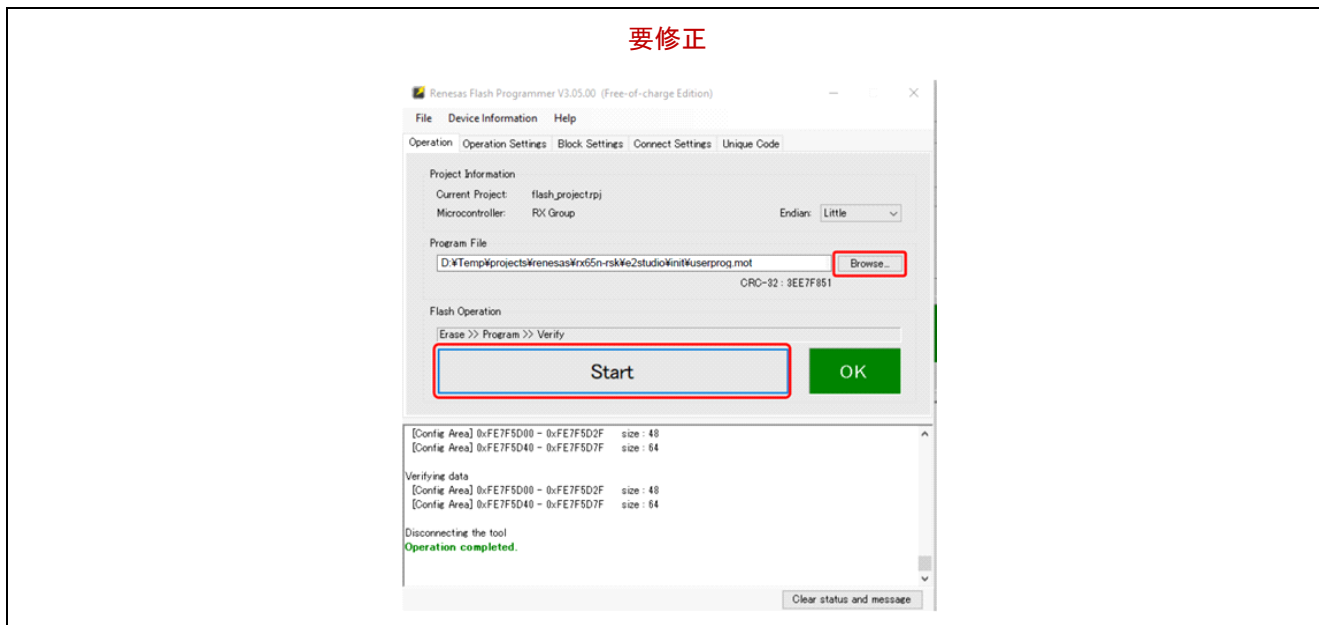 要修正
Renesas Flash Programmer V3.05.00 (Free-of-charge Edition)
File Device Information Help
Operation Operation Settings Block Settings Connect Settings Unique Code
Project Information
Current Project: flash_project.rpj
Microcontroller: RX Group Endian: Little
Program File
D:¥Temp¥projects¥renesas¥rx65n-rsk¥e2studio¥init¥userprog.mot Browse...
CRC-32 : 3EE7F851
Flash Operation
Erase >> Program >> Verify
Start OK
[Config Area] 0xFE7F5D00 - 0xFE7F5D2F size : 48
[Config Area] 0xFE7F5D40 - 0xFE7F5D7F size : 64
Verifying data
[Config Area] 0xFE7F5D00 - 0xFE7F5D2F size : 48
[Config Area] 0xFE7F5D40 - 0xFE7F5D7F size : 64
Disconnecting the tool
Operation completed.
Clear status and message